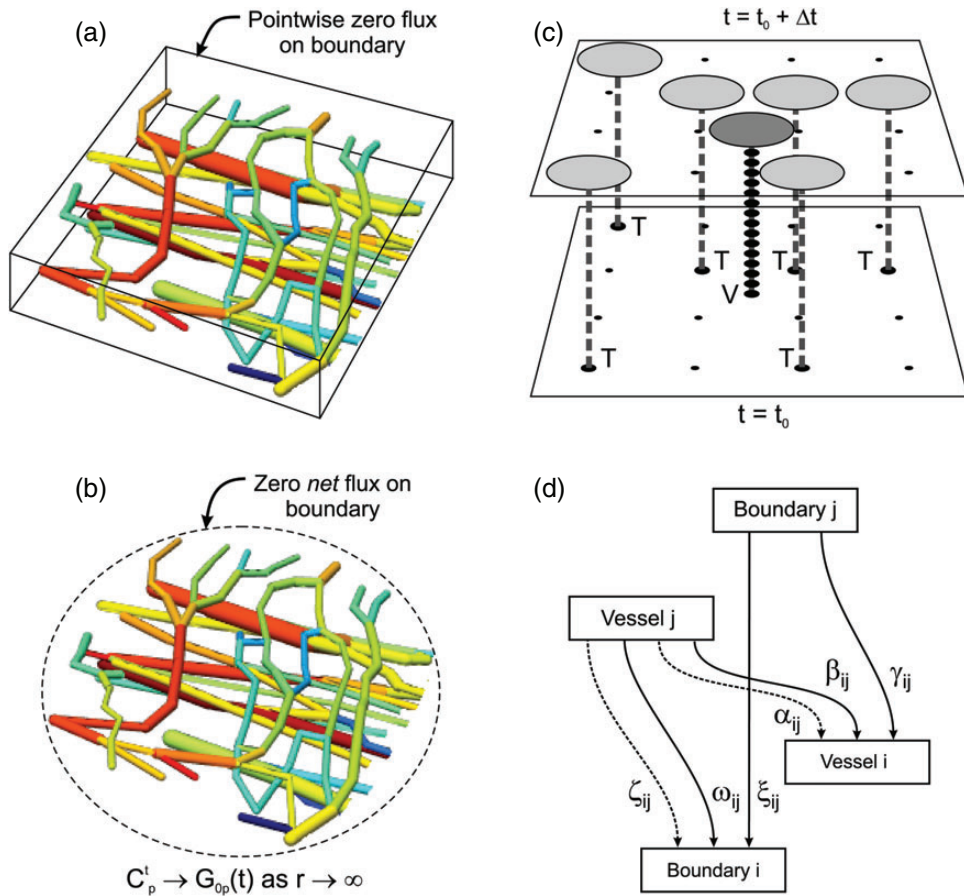 (a)
Pointwise zero flux
on boundary
(c)
t = t₀ + Δt
T
T
T
T
V
T
T
t = t₀
(b)
Zero net flux on
boundary
Cₚᵗ → G₀ₚ(t) as r → ∞
(d)
Boundary j
Vessel j
βᵢⱼ
γᵢⱼ
αᵢⱼ
Vessel i
ζᵢⱼ
ωᵢⱼ
ξᵢⱼ
Boundary i